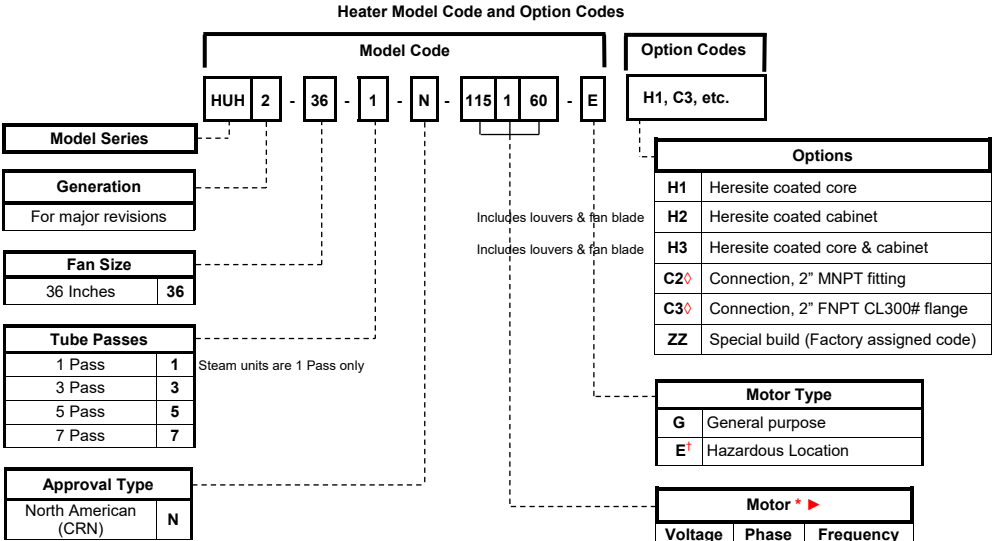 Heater Model Code and Option Codes
Model Code
Option Codes
HUH 2 - 36 - 1 - N - 115 1 60 - E
H1, C3, etc.
Model Series
Generation
For major revisions
Fan Size
36 Inches 36
Tube Passes
1 Pass 1
Steam units are 1 Pass only
3 Pass 3
5 Pass 5
7 Pass 7
Approval Type
North American
(CRN) N
Options
H1 Heresite coated core
Includes louvers & fan blade
H2 Heresite coated cabinet
Includes louvers & fan blade
H3 Heresite coated core & cabinet
C2◊ Connection, 2” MNPT fitting
C3◊ Connection, 2” FNPT CL300# flange
ZZ Special build (Factory assigned code)
Motor Type
G General purpose
E† Hazardous Location
Motor * ►
Voltage Phase Frequency